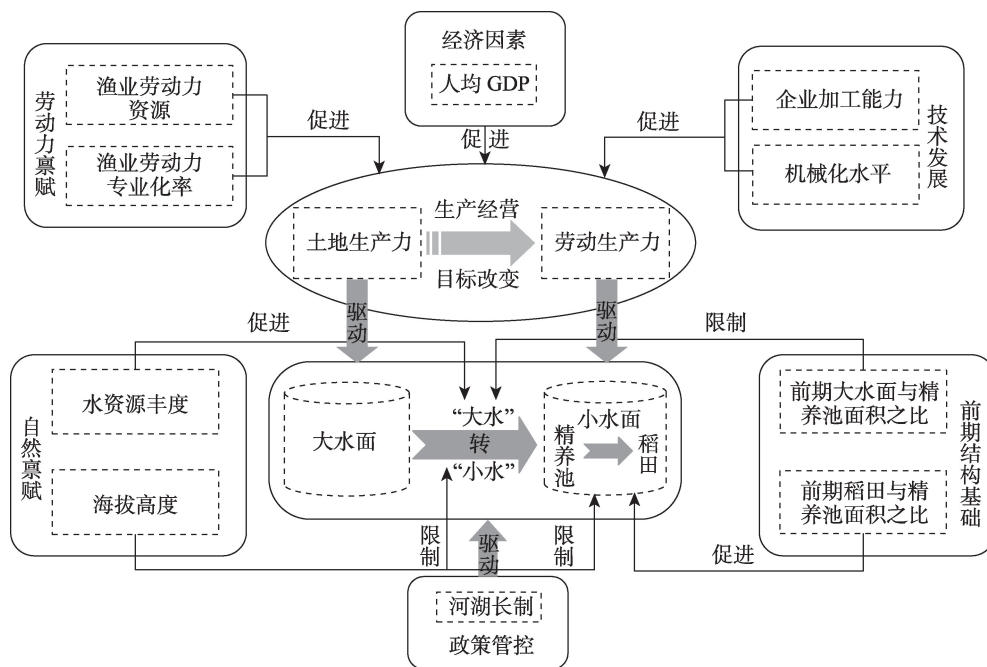 经济因素
人均 GDP
促进
劳动力禀赋
渔业劳动力
资源
渔业劳动力
专业化率
促进
企业加工能力
机械化水平
技术发展
促进
生产经营
土地生产力
劳动生产力
目标改变
驱动
驱动
促进
限制
自然禀赋
水资源丰度
海拔高度
大水面
“大水”
转
“小水”
小水面
精养池
稻田
前期大水面与精
养池面积之比
前期稻田与精
养池面积之比
前期结构基础
限制
驱动
限制
促进
河湖长制
政策管控